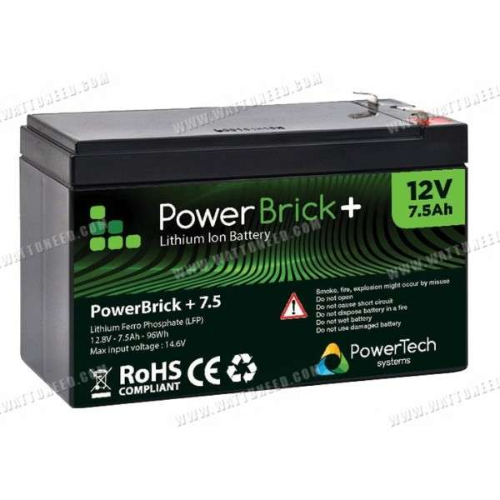 WWW.WATTUNEED.COM
PowerBrick+
Lithium Ion Battery
12V
7.5Ah
PowerBrick + 7.5
Lithium Ferro Phosphate (LFP)
12.8V - 7.5Ah - 96Wh
Max input voltage : 14.6V
Smoke, fire, explosion might occur by misuse
Do not open
Do not cause short circuit
Do not dispose battery in a fire
Do not wet battery
Do not use damaged battery
RoHS
COMPLIANT
CE
PowerTech
systems